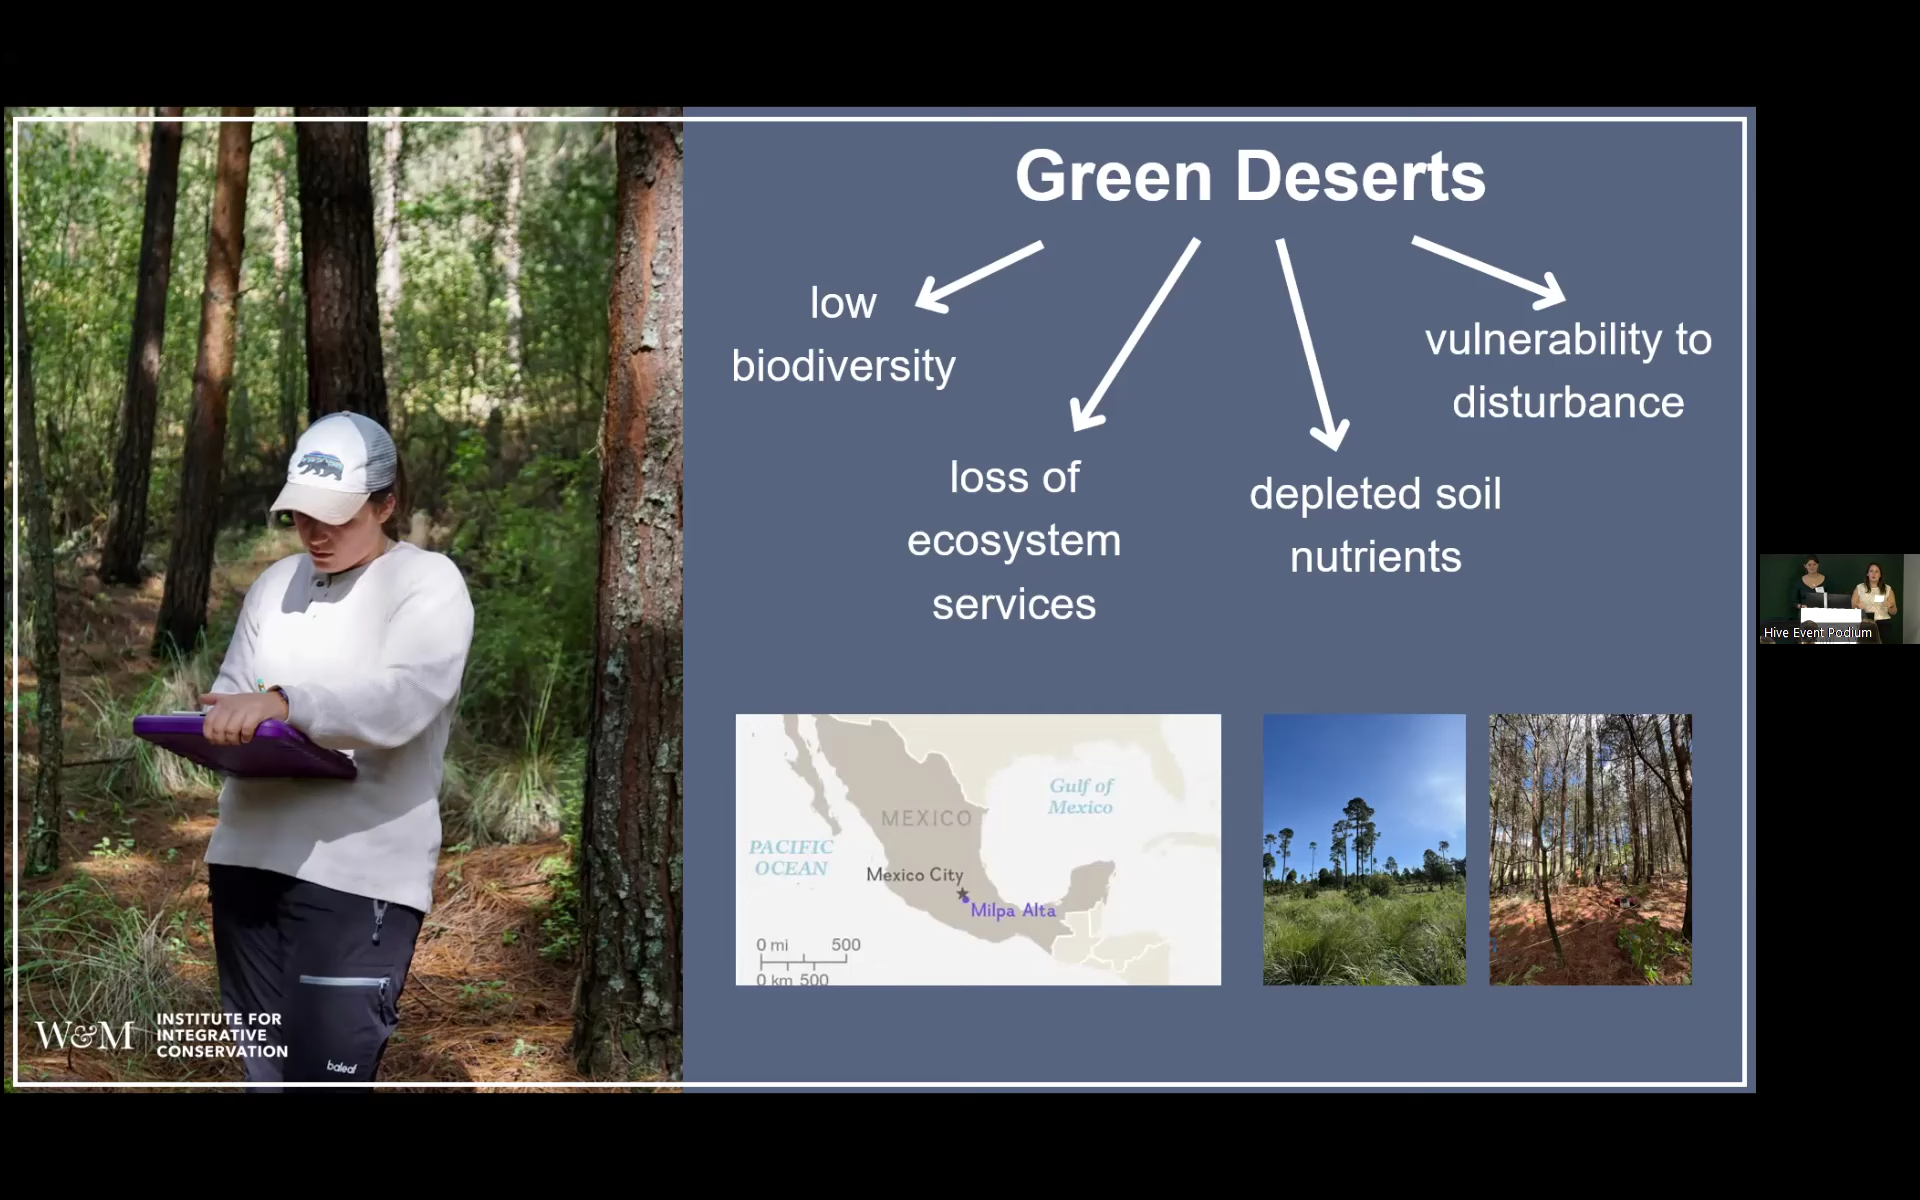 Green Deserts
low
biodiversity
loss of
ecosystem
services
depleted soil
nutrients
vulnerability to
disturbance
MEXICO
Gulf of
Mexico
PACIFIC
OCEAN
Mexico City
Milpa Alta
0 mi 500
0 km 500
W&M
INSTITUTE FOR
INTEGRATIVE
CONSERVATION
baleaf
Hive Event Podium